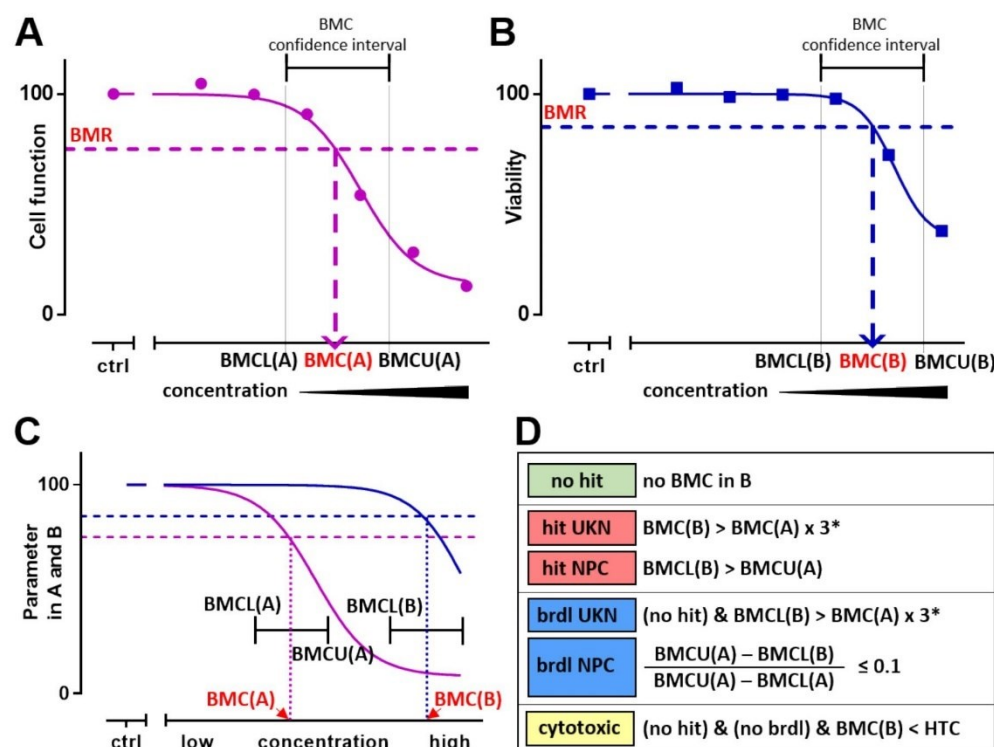 A
BMC
confidence interval
100
BMR
Cell function
0
ctrl
BMCL(A) BMC(A) BMCU(A)
concentration
B
BMC
confidence interval
100
BMR
Viability
0
ctrl
BMCL(B) BMC(B) BMCU(B)
concentration
C
100
Parameter
in A and B
BMCL(A)
BMCL(B)
BMCU(A)
0
BMC(A)
BMC(B)
ctrl low concentration high
D
no hit no BMC in B
hit UKN BMC(B) > BMC(A) x 3*
hit NPC BMCL(B) > BMCU(A)
brdl UKN (no hit) & BMCL(B) > BMC(A) x 3*
brdl NPC BMCU(A) – BMCL(B)
BMCU(A) – BMCL(A)
≤ 0.1
cytotoxic (no hit) & (no brdl) & BMC(B) < HTC